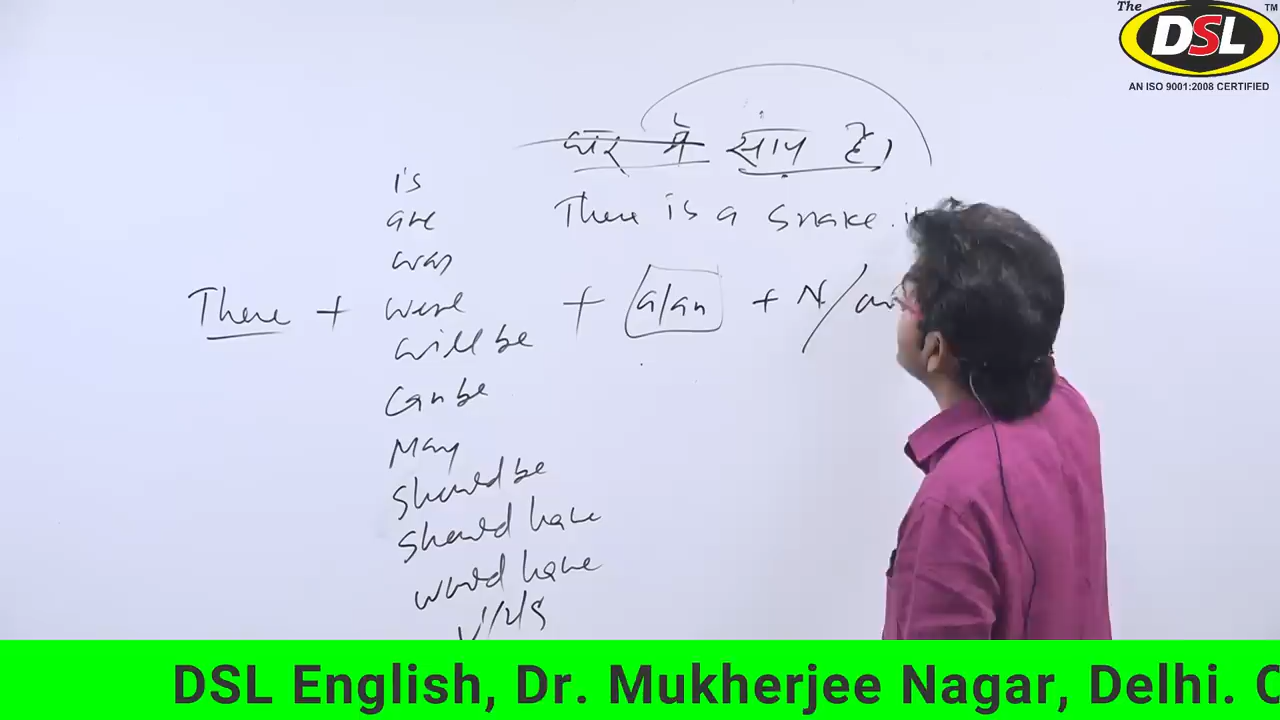 The
DSL
TM
AN ISO 9001:2008 CERTIFIED
घर में सांप है।
There is a snake.
is
are
was
There + were + a/an + N/
will be
can be
May
should be
should have
would have
DSL English, Dr. Mukherjee Nagar, Delhi.